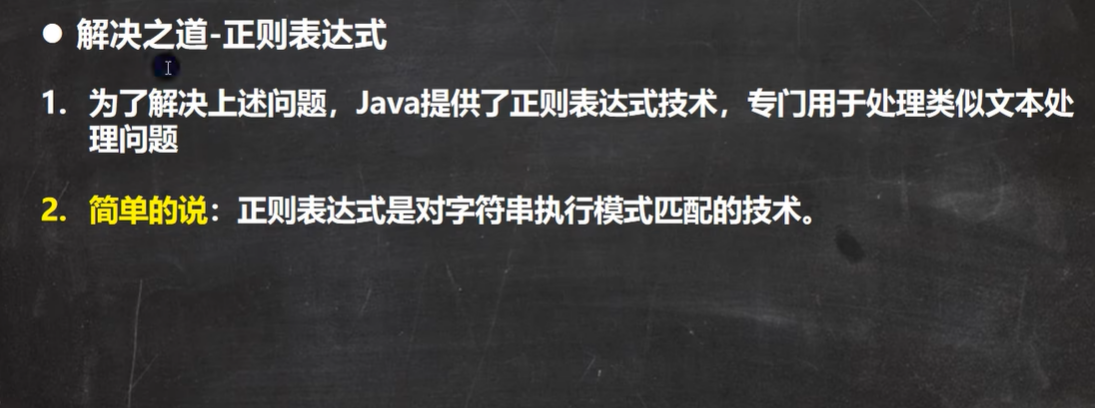 ● 解决之道-正则表达式
1. 为了解决上述问题，Java提供了正则表达式技术，专门用于处理类似文本处
理问题
2. 简单的说：正则表达式是对字符串执行模式匹配的技术。